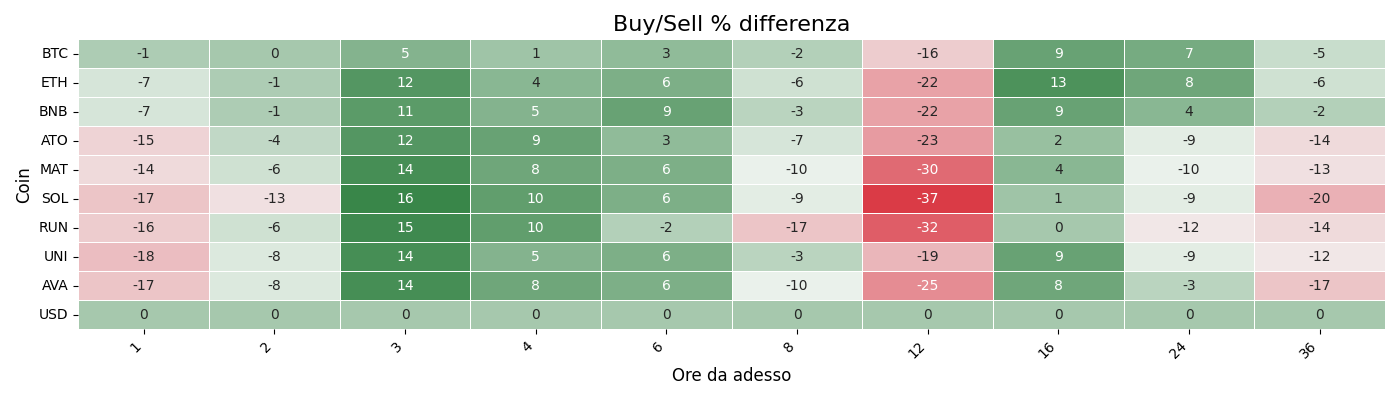 Buy/Sell % differenza
Coin
BTC -1 0 5 1 3 -2 -16 9 7 -5
ETH -7 -1 12 4 6 -6 -22 13 8 -6
BNB -7 -1 11 5 9 -3 -22 9 4 -2
ATO -15 -4 12 9 3 -7 -23 2 -9 -14
MAT -14 -6 14 8 6 -10 -30 4 -10 -13
SOL -17 -13 16 10 6 -9 -37 1 -9 -20
RUN -16 -6 15 10 -2 -17 -32 0 -12 -14
UNI -18 -8 14 5 6 -3 -19 9 -9 -12
AVA -17 -8 14 8 6 -10 -25 8 -3 -17
USD 0 0 0 0 0 0 0 0 0 0
1 2 3 4 6 8 12 16 24 36
Ore da adesso